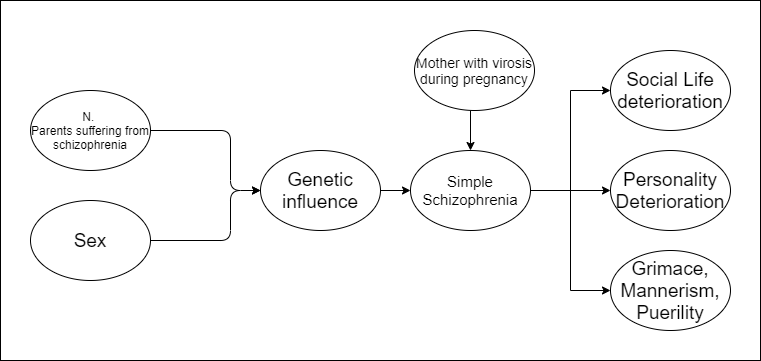 Mother with virosis
during pregnancy
Social Life
deterioration
N.
Parents suffering from
schizophrenia
Genetic
influence
Simple
Schizophrenia
Personality
Deterioration
Sex
Grimace,
Mannerism,
Puerility